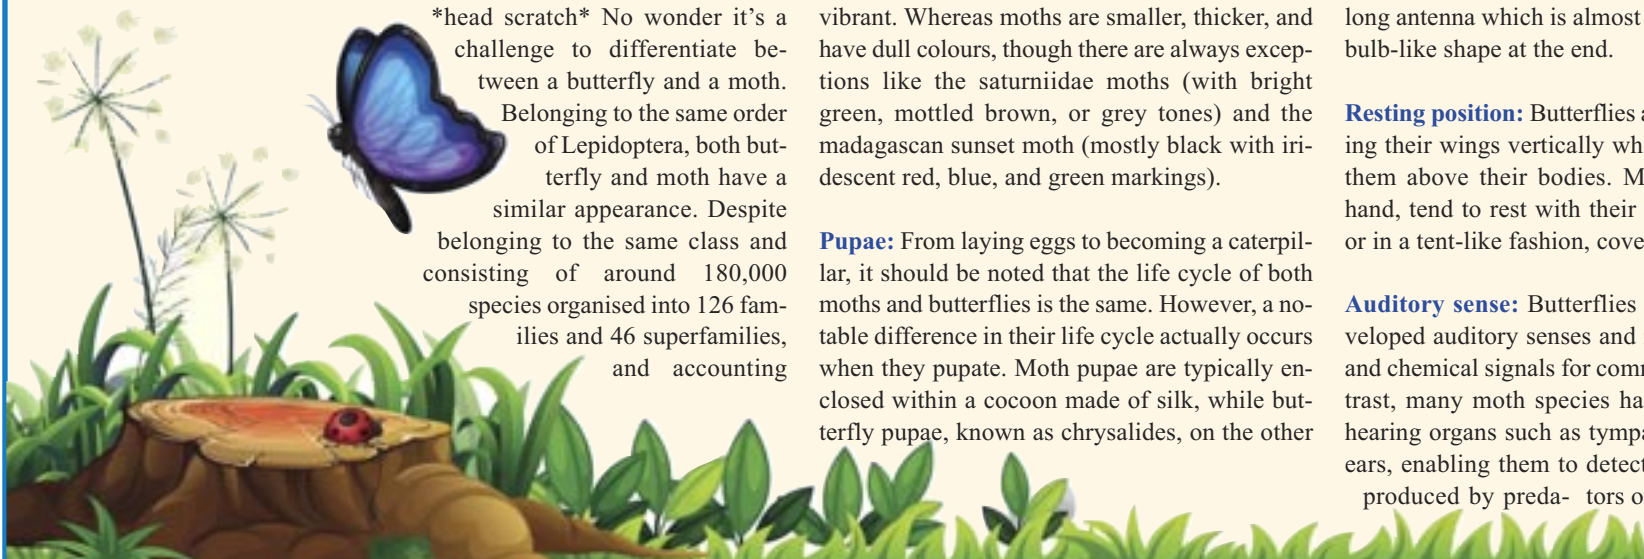 *head scratch* No wonder it's a
challenge to differentiate be-
tween a butterfly and a moth.
Belonging to the same order
of Lepidoptera, both but-
terfly and moth have a
similar appearance. Despite
belonging to the same class and
consisting of around 180,000
species organised into 126 fam-
ilies and 46 superfamilies,
and accounting
vibrant. Whereas moths are smaller, thicker, and
have dull colours, though there are always excep-
tions like the saturniidae moths (with bright
green, mottled brown, or grey tones) and the
madagascan sunset moth (mostly black with iri-
descent red, blue, and green markings).
Pupae: From laying eggs to becoming a caterpil-
lar, it should be noted that the life cycle of both
moths and butterflies is the same. However, a no-
table difference in their life cycle actually occurs
when they pupate. Moth pupae are typically en-
closed within a cocoon made of silk, while but-
terfly pupae, known as chrysalides, on the other
long antenna which is almost
bulb-like shape at the end.
Resting position: Butterflies
ing their wings vertically
them above their bodies.
hand, tend to rest with their
or in a tent-like fashion,
Auditory sense: Butterflies
veloped auditory senses and
and chemical signals for
trast, many moth species
hearing organs such as
ears, enabling them to detect
produced by preda- tors